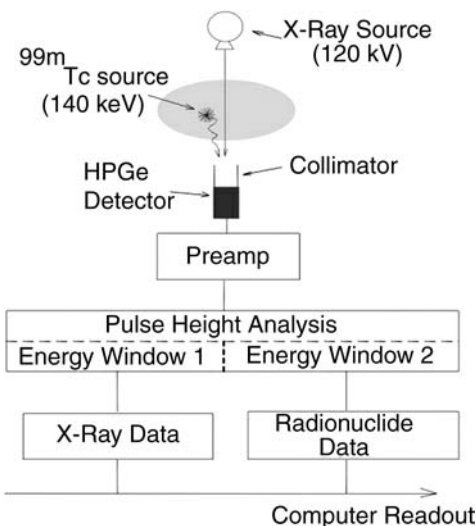 X-Ray Source
(120 kV)
99m
Tc source
(140 keV)
HPGe
Detector
Collimator
Preamp
Pulse Height Analysis
Energy Window 1
Energy Window 2
X-Ray Data
Radionuclide
Data
Computer Readout